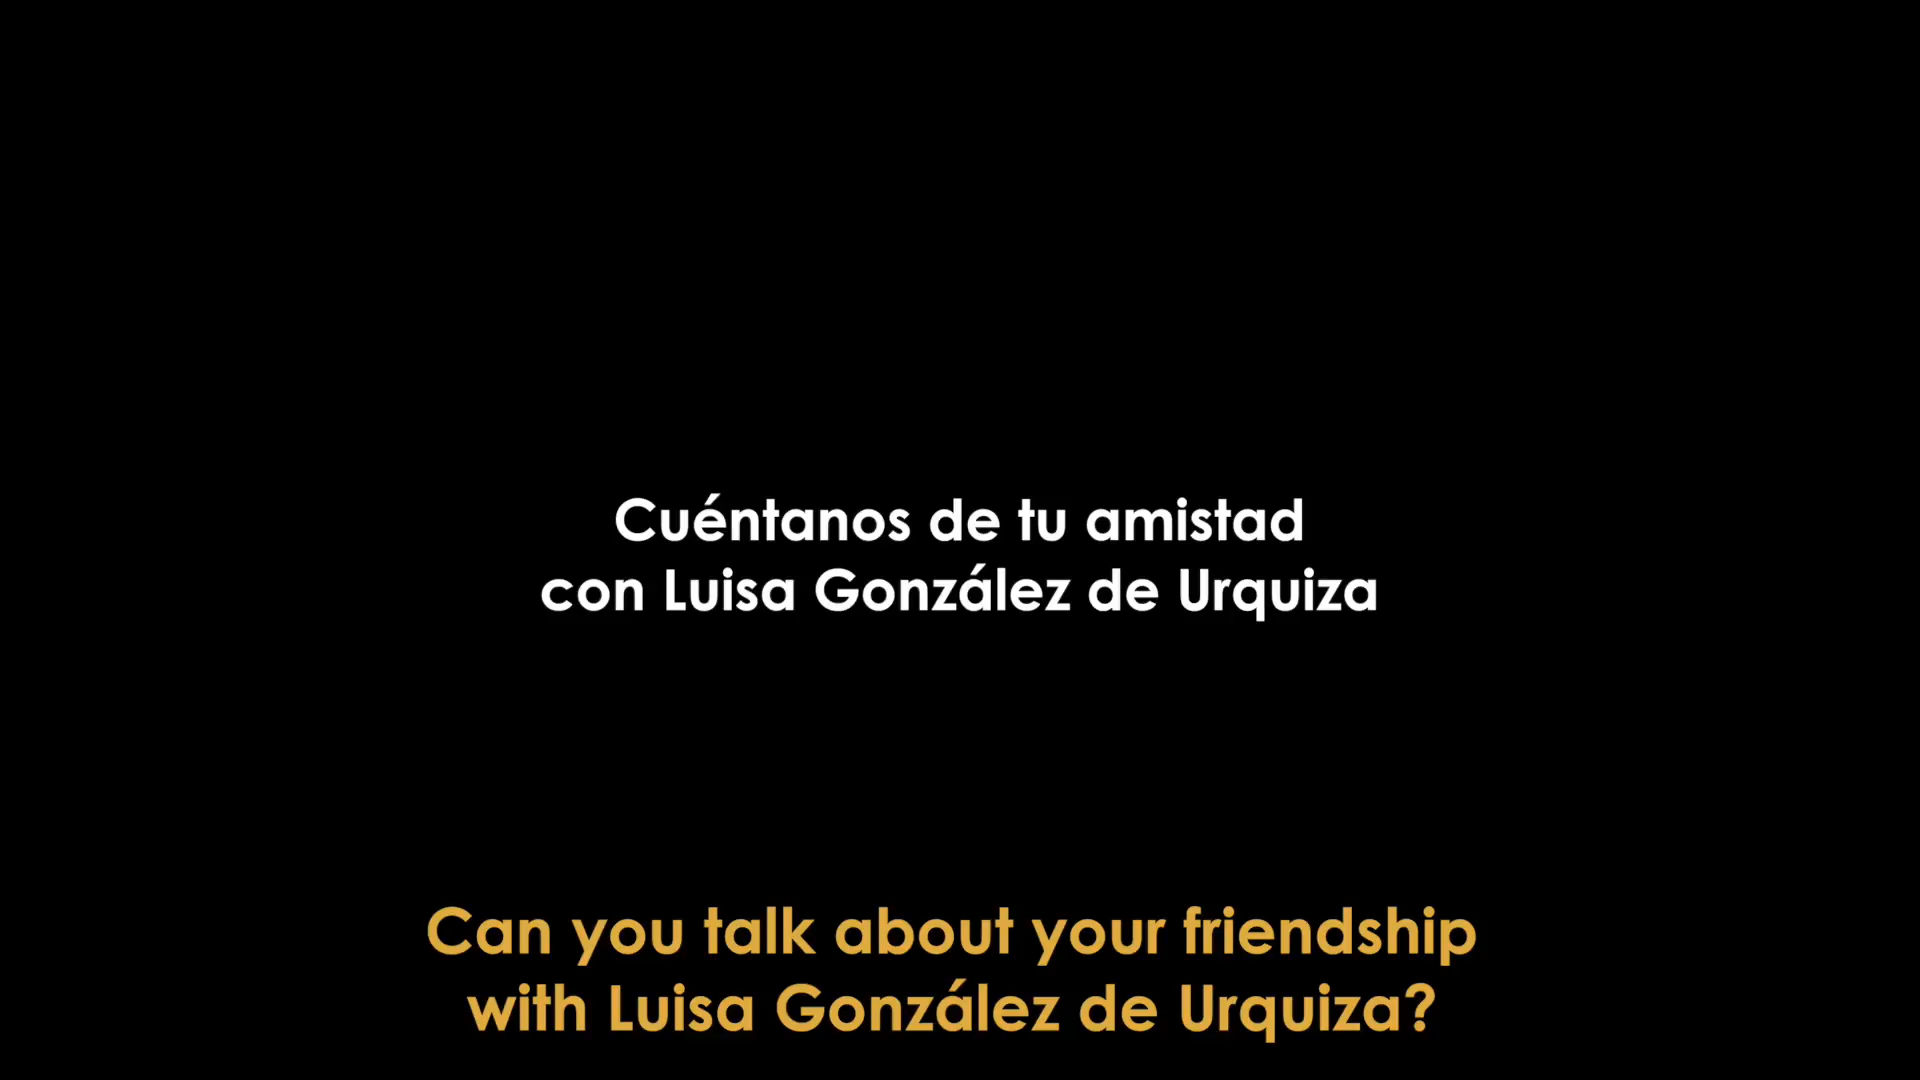 Cuéntanos de tu amistad
con Luisa González de Urquiza
Can you talk about your friendship
with Luisa González de Urquiza?